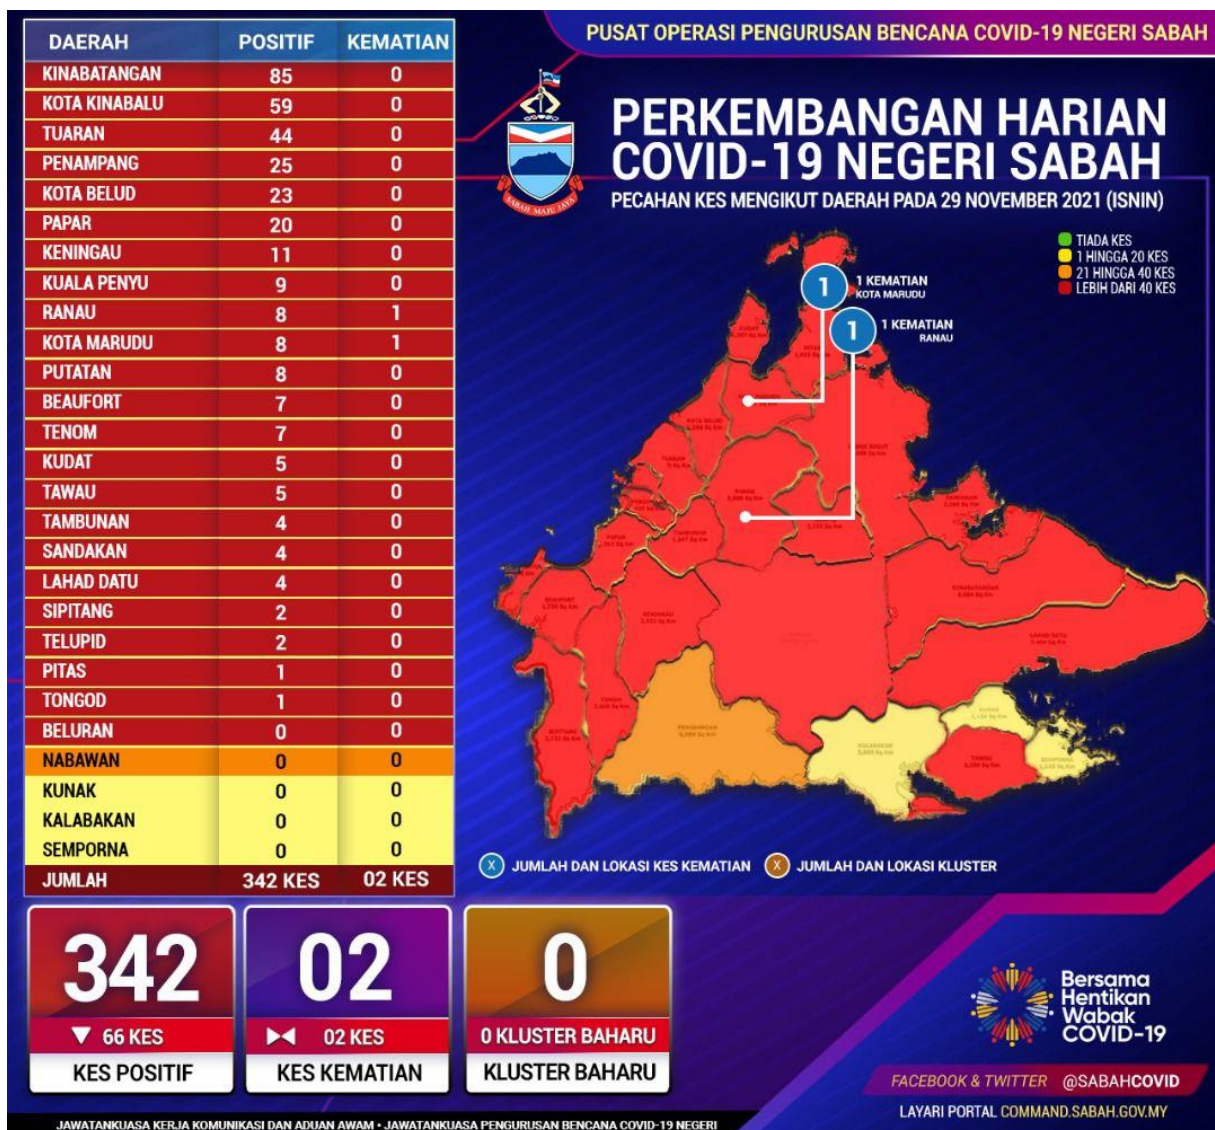 DAERAH POSITIF KEMATIAN
KINABATANGAN 85 0
KOTA KINABALU 59 0
TUARAN 44 0
PENAMPANG 25 0
KOTA BELUD 23 0
PAPAR 20 0
KENINGAU 11 0
KUALA PENYU 9 0
RANAU 8 1
KOTA MARUDU 8 1
PUTATAN 8 0
BEAUFORT 7 0
TENOM 7 0
KUDAT 5 0
TAWAU 5 0
TAMBUNAN 4 0
SANDAKAN 4 0
LAHAD DATU 4 0
SIPITANG 2 0
TELUPID 2 0
PITAS 1 0
TONGOD 1 0
BELURAN 0 0
NABAWAN 0 0
KUNAK 0 0
KALABAKAN 0 0
SEMPORNA 0 0
JUMLAH 342 KES 02 KES
PUSAT OPERASI PENGURUSAN BENCANA COVID-19 NEGERI SABAH
SABAH MAJU JAYA
PERKEMBANGAN HARIAN
COVID-19 NEGERI SABAH
PECAHAN KES MENGIKUT DAERAH PADA 29 NOVEMBER 2021 (ISNIN)
TIADA KES
1 HINGGA 20 KES
21 HINGGA 40 KES
LEBIH DARI 40 KES
1
1 KEMATIAN
KOTA MARUDU
1
1 KEMATIAN
RANAU
X JUMLAH DAN LOKASI KES KEMATIAN X JUMLAH DAN LOKASI KLUSTER
342
▼ 66 KES
KES POSITIF
02
02 KES
KES KEMATIAN
0
0 KLUSTER BAHARU
KLUSTER BAHARU
Bersama
Hentikan
Wabak
COVID-19
FACEBOOK & TWITTER @SABAHCOVID
LAYARI PORTAL COMMAND.SABAH.GOV.MY
JAWATANKUASA KERJA KOMUNIKASI DAN ADUAN AWAM • JAWATANKUASA PENGURUSAN BENCANA COVID-19 NEGERI